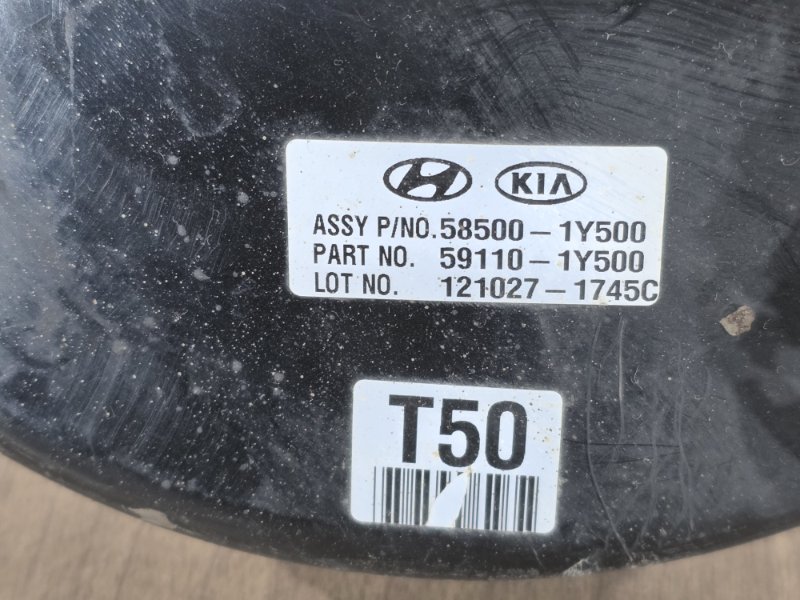 KIA
ASSY P/NO. 58500-1Y500
PART NO. 59110-1Y500
LOT NO. 121027-1745C
T50